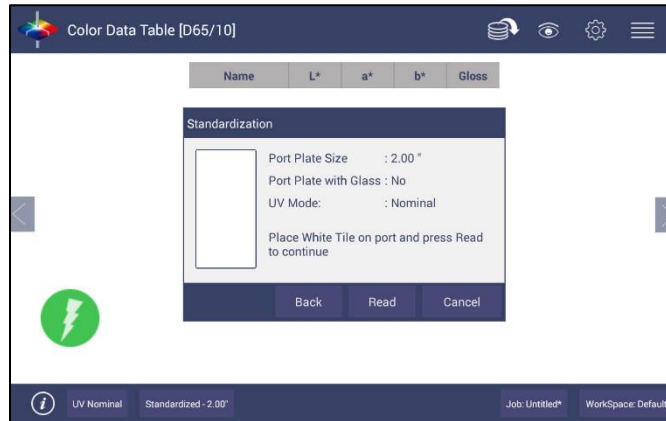 Color Data Table [D65/10]
Name L* a* b* Gloss
Standardization
Port Plate Size : 2.00 "
Port Plate with Glass : No
UV Mode: : Nominal
Place White Tile on port and press Read
to continue
Back Read Cancel
i UV Nominal Standardized - 2.00" Job: Untitled* WorkSpace: Default